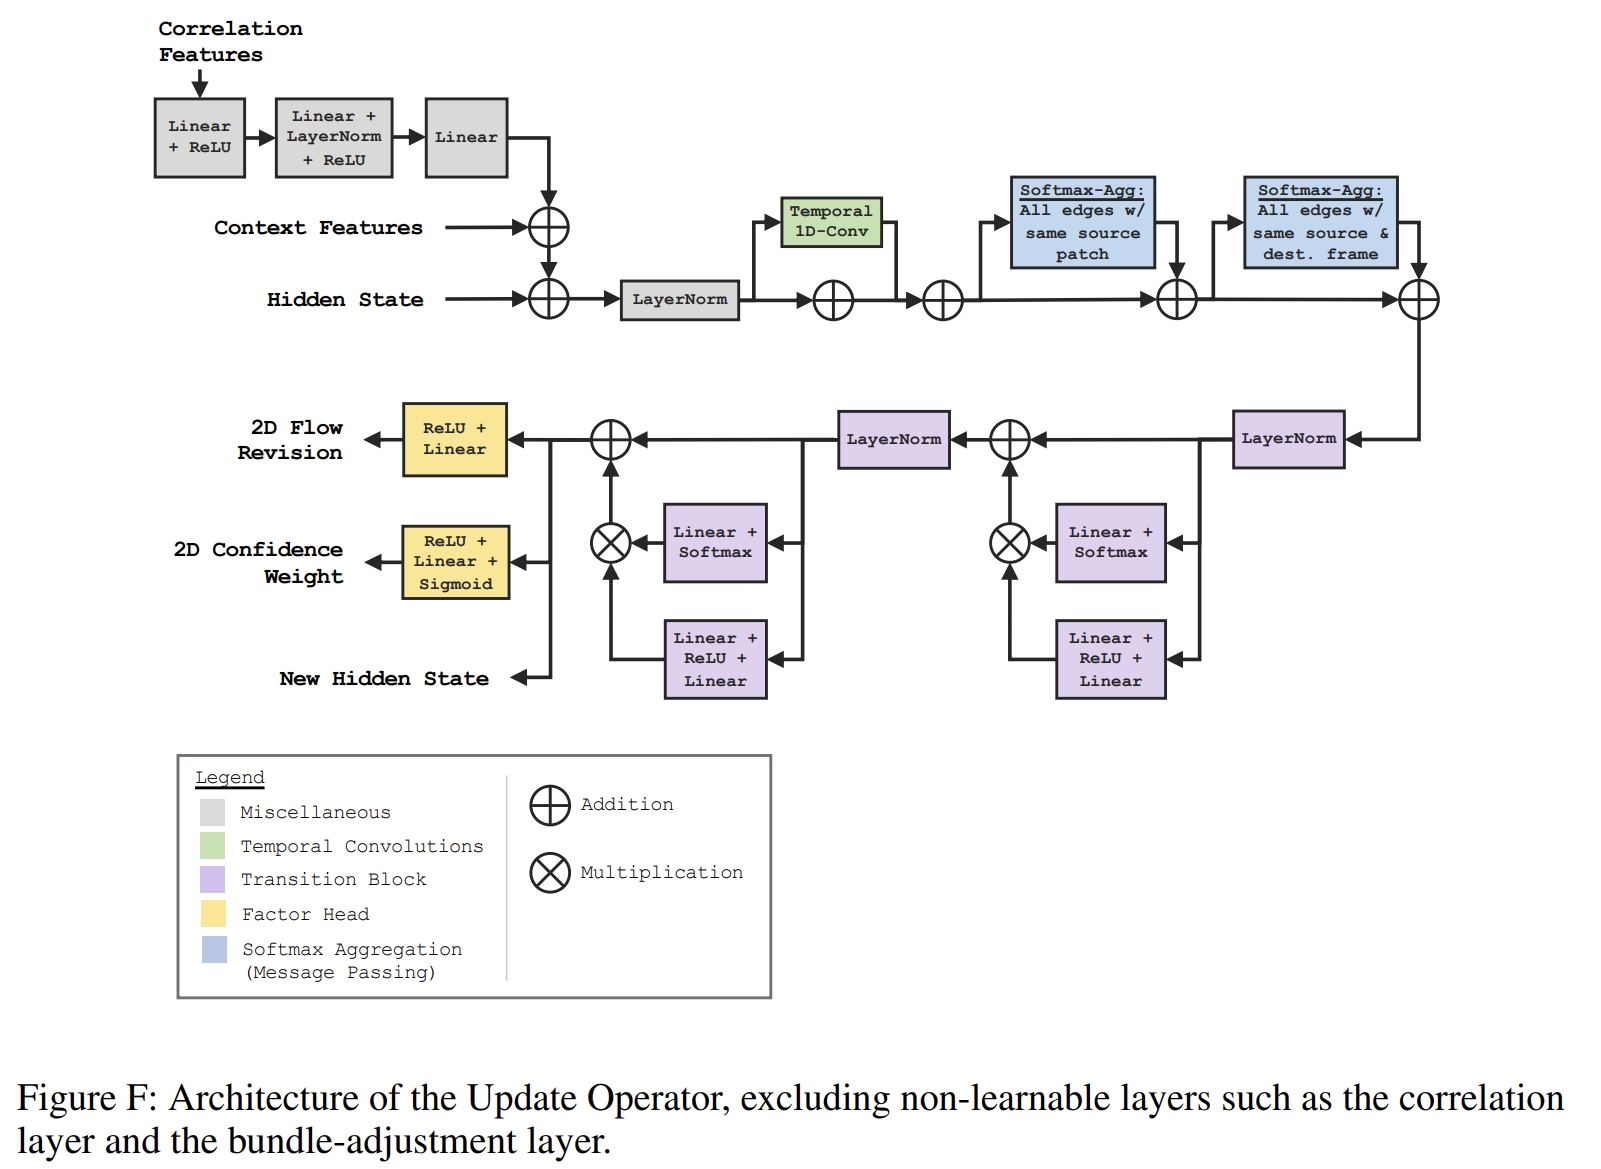 Correlation
Features
Linear
+ ReLU
Linear +
LayerNorm
+ ReLU
Linear
Context Features
Hidden State
LayerNorm
Temporal
1D-Conv
Softmax-Agg:
All edges w/
same source
patch
Softmax-Agg:
All edges w/
same source &
dest. frame
2D Flow
Revision
ReLU +
Linear
LayerNorm
LayerNorm
2D Confidence
Weight
ReLU +
Linear +
Sigmoid
Linear +
Softmax
Linear +
Softmax
New Hidden State
Linear +
ReLU +
Linear
Linear +
ReLU +
Linear
Legend
Miscellaneous
Temporal Convolutions
Transition Block
Factor Head
Softmax Aggregation
(Message Passing)
Addition
Multiplication
Figure F: Architecture of the Update Operator, excluding non-learnable layers such as the correlation
layer and the bundle-adjustment layer.